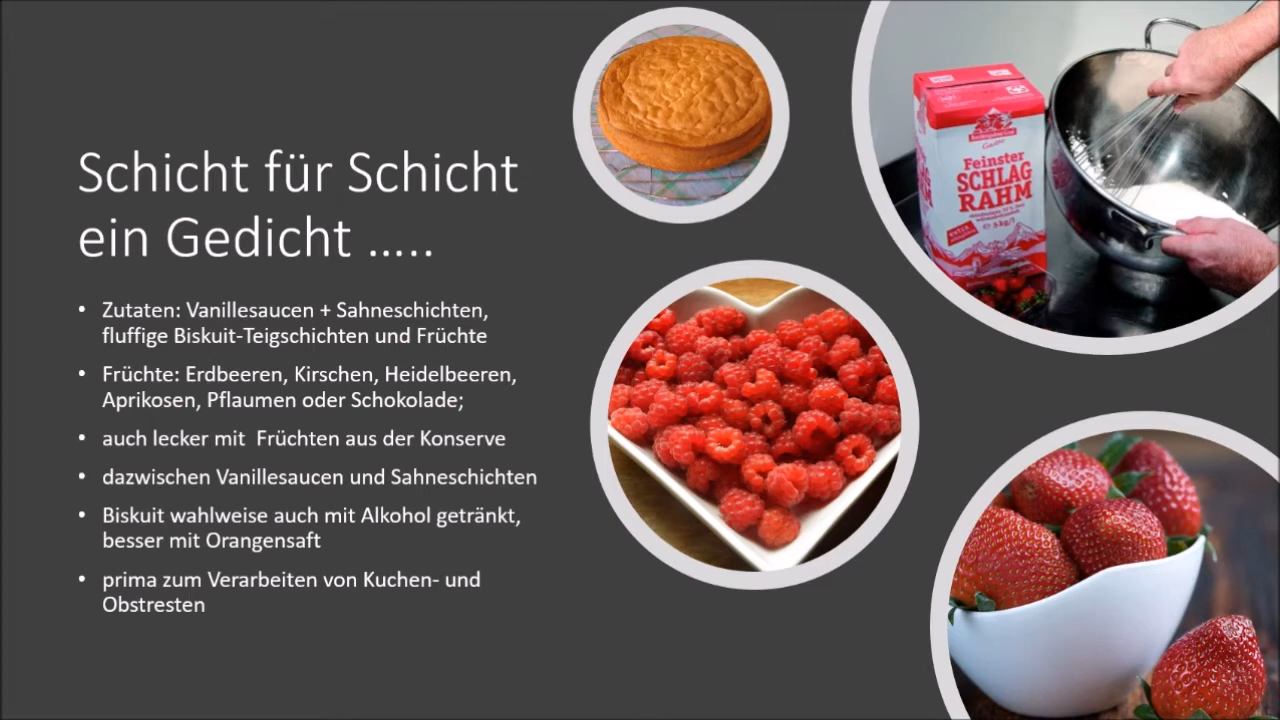 Schicht für Schicht
ein Gedicht .....
• Zutaten: Vanillesaucen + Sahneschichten,
fluffige Biskuit-Teigschichten und Früchte
• Früchte: Erdbeeren, Kirschen, Heidelbeeren,
Aprikosen, Pflaumen oder Schokolade;
• auch lecker mit  Früchten aus der Konserve
• dazwischen Vanillesaucen und Sahneschichten
• Biskuit wahlweise auch mit Alkohol getränkt,
besser mit Orangensaft
• prima zum Verarbeiten von Kuchen- und
Obstresten
Feinster
SCHLAG
RAHM